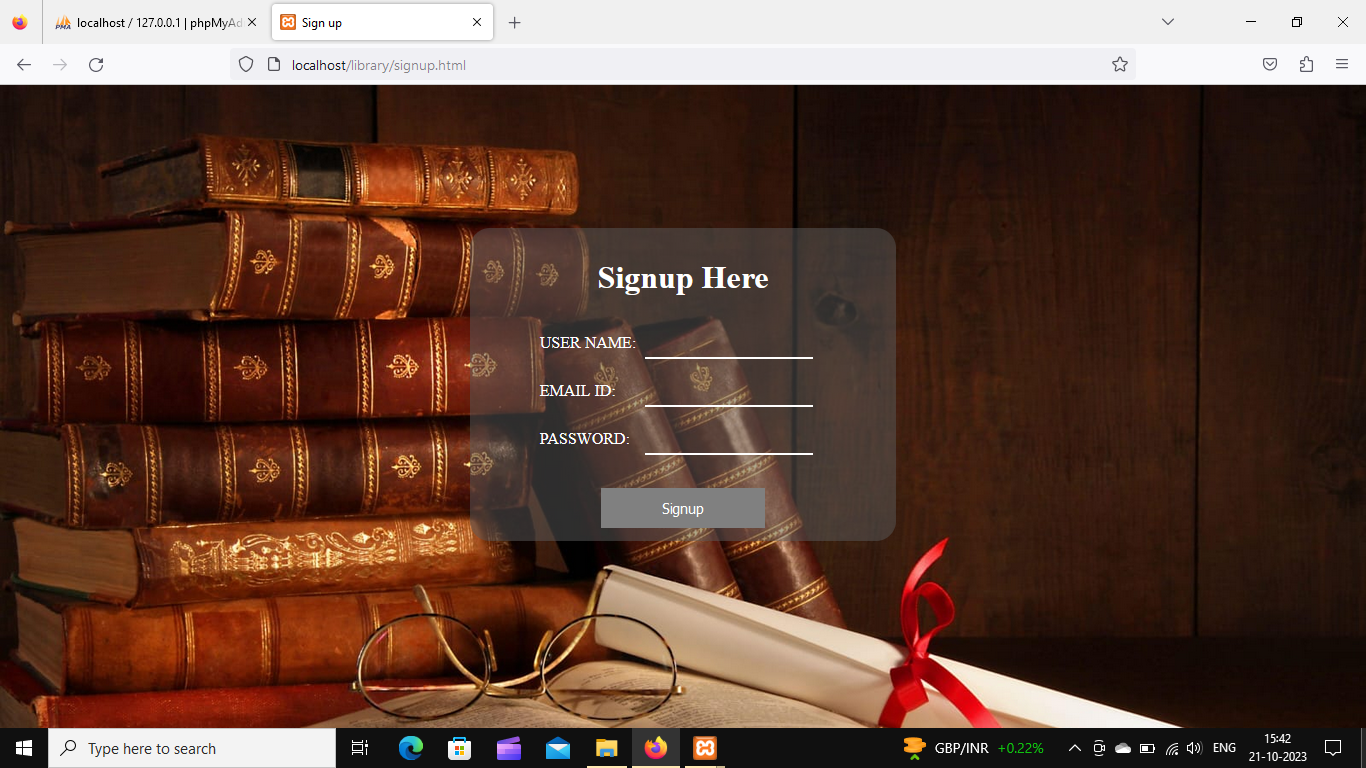 localhost / 127.0.0.1 | phpMyAd
Sign up
localhost/library/signup.html
Signup Here
USER NAME:
EMAIL ID:
PASSWORD:
Signup
Type here to search
GBP/INR +0.22%
ENG
15:42
21-10-2023